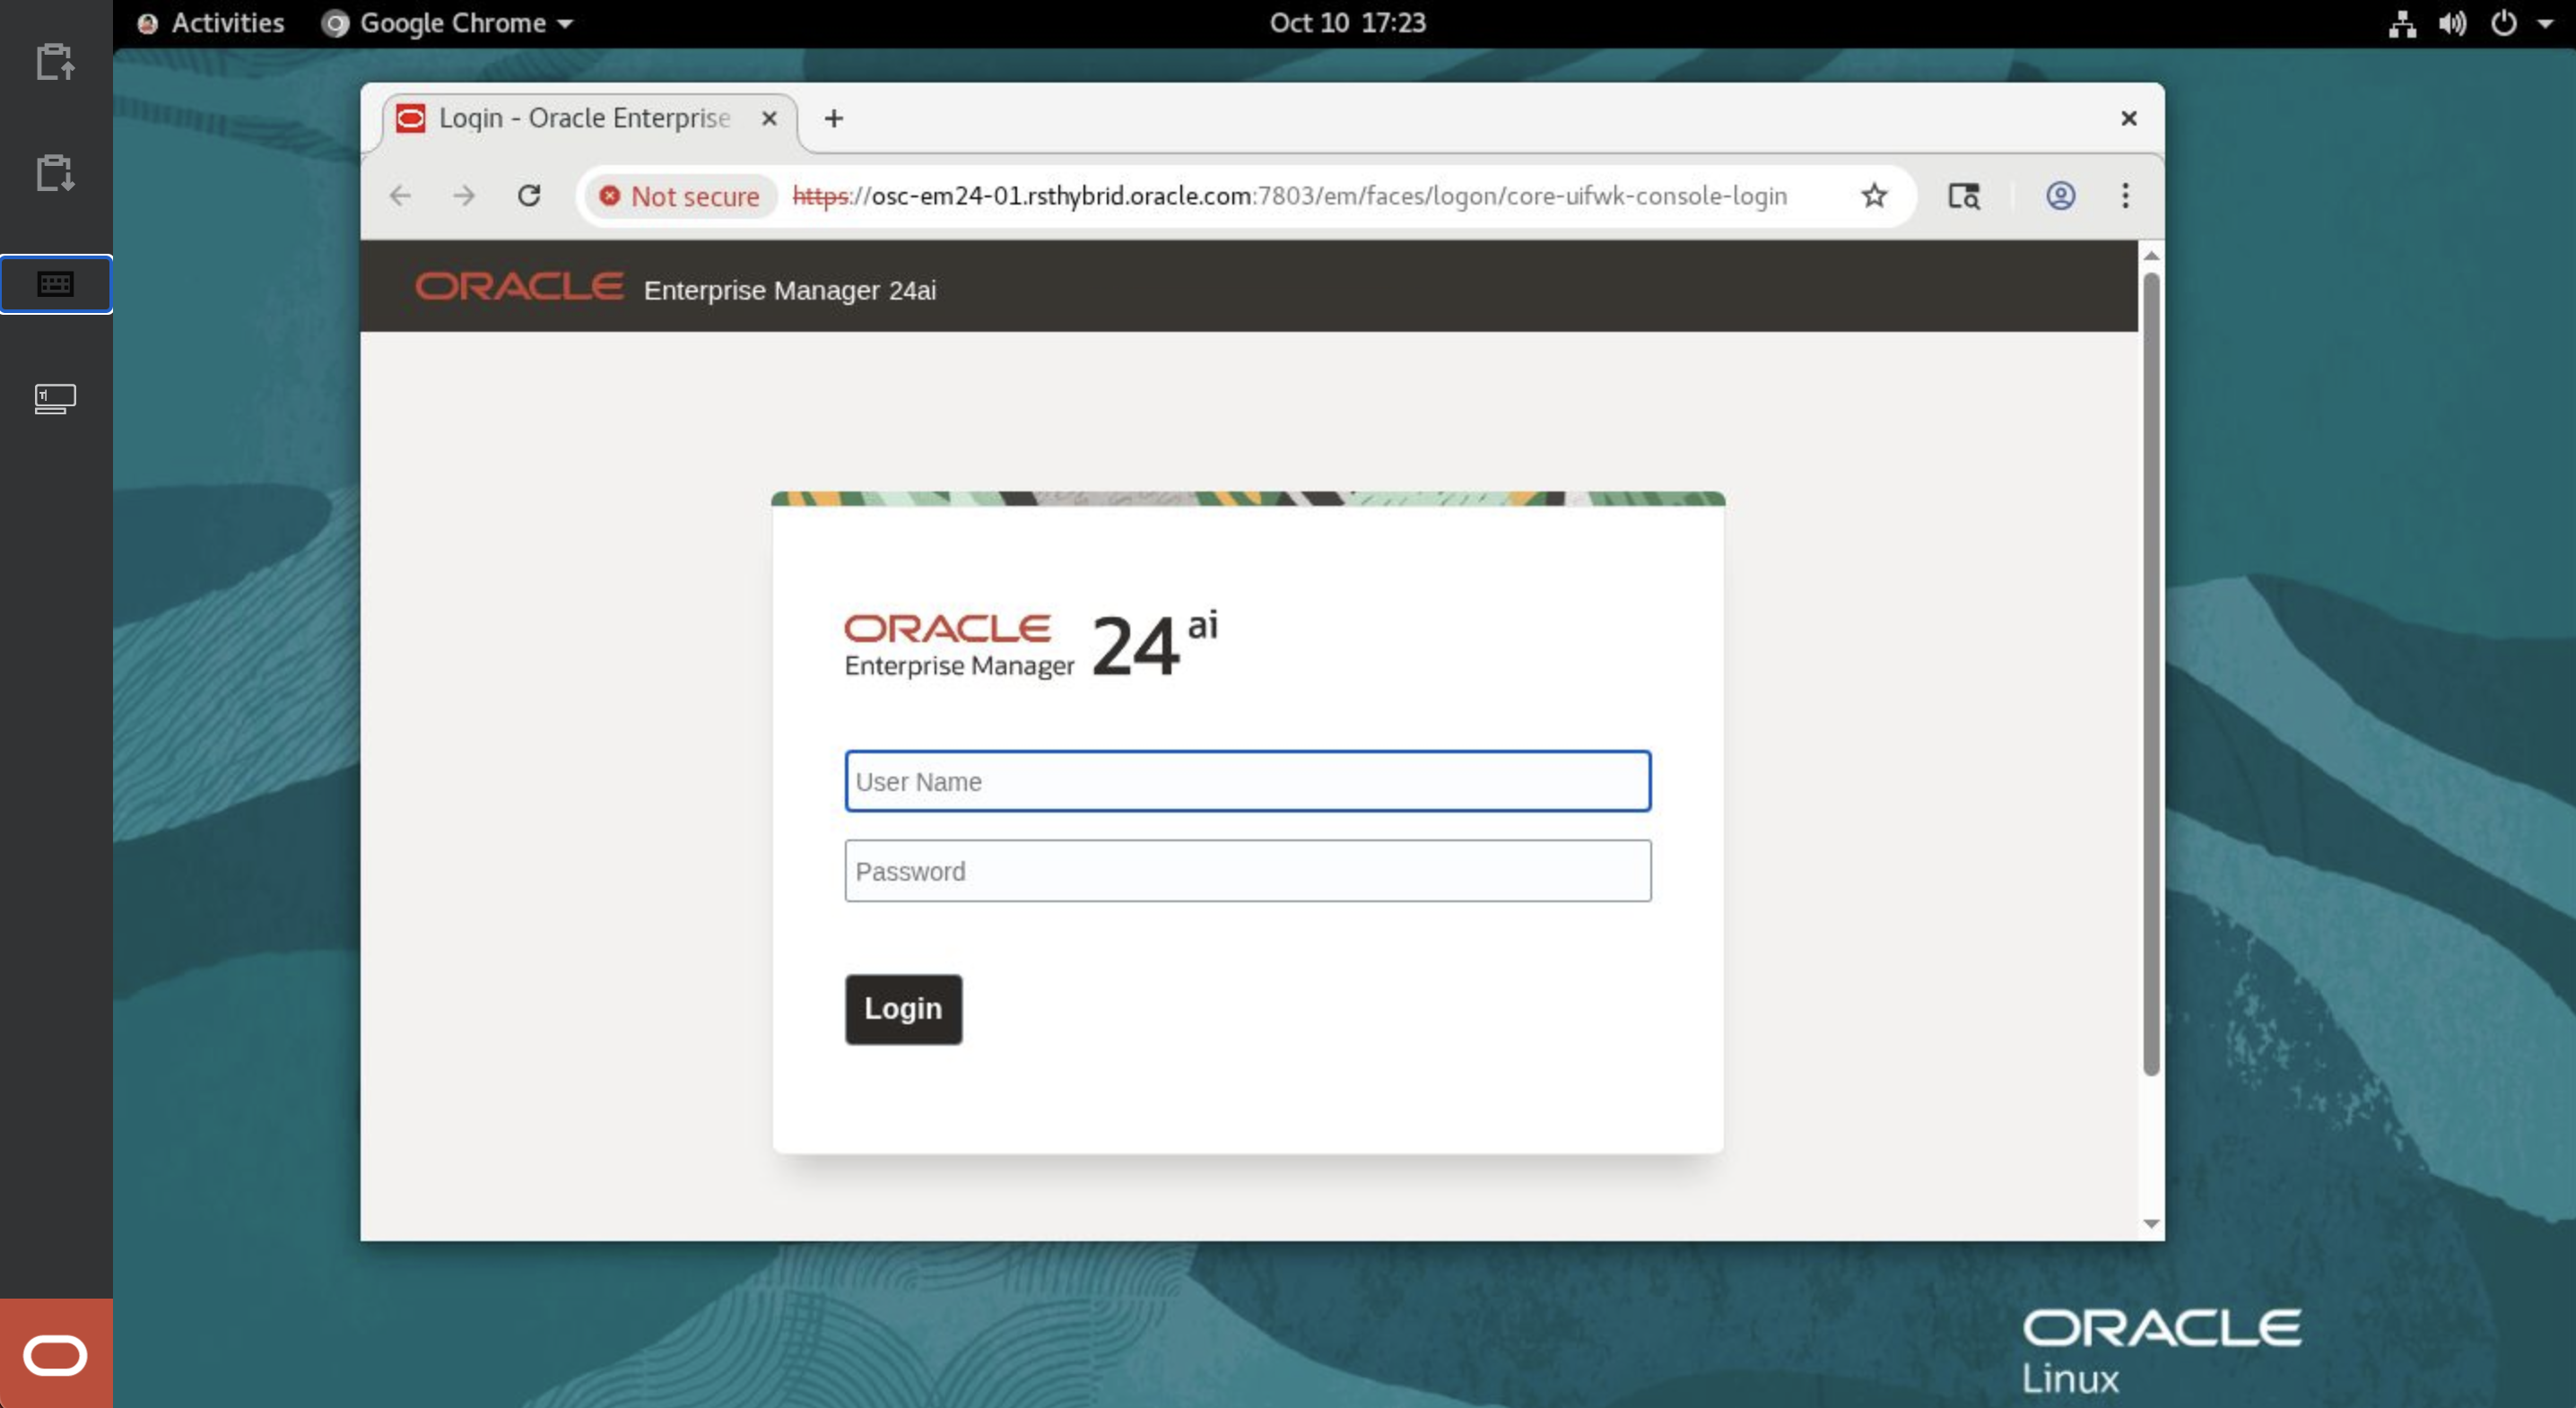 Activities Google Chrome Oct 10 17:23
Login - Oracle Enterprise
Not secure https://osc-em24-01.rsthybrid.oracle.com:7803/em/faces/logon/core-uifwk-console-login
ORACLE Enterprise Manager 24ai
ORACLE
Enterprise Manager 24ai
User Name
Password
Login
ORACLE
Linux